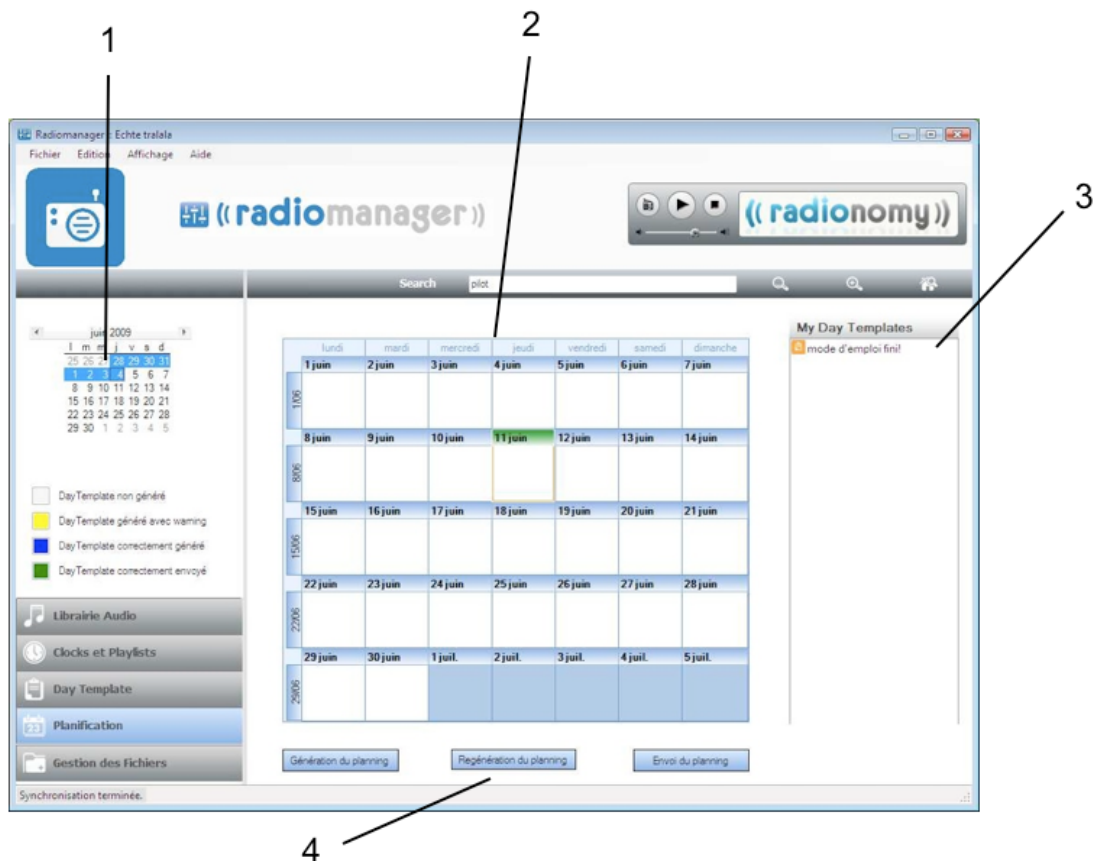 1
2
3
4
Radiomanager : Echte tralala
Fichier Edition Affichage Aide
((radiomanager))
((radionomy))
Search pilot
juin 2009
l m m j v s d
25 26 27 28 29 30 31
1 2 3 4 5 6 7
8 9 10 11 12 13 14
15 16 17 18 19 20 21
22 23 24 25 26 27 28
29 30 1 2 3 4 5
DayTemplate non généré
DayTemplate généré avec warning
DayTemplate correctement généré
DayTemplate correctement envoyé
Librairie Audio
Clocks et Playlists
Day Template
23
Planification
Gestion des Fichiers
lundi mardi mercredi jeudi vendredi samedi dimanche
1 juin 2 juin 3 juin 4 juin 5 juin 6 juin 7 juin
1/06
8 juin 9 juin 10 juin 11 juin 12 juin 13 juin 14 juin
8/06
15 juin 16 juin 17 juin 18 juin 19 juin 20 juin 21 juin
15/06
22 juin 23 juin 24 juin 25 juin 26 juin 27 juin 28 juin
22/06
29 juin 30 juin 1 juil. 2 juil. 3 juil. 4 juil. 5 juil.
29/06
My Day Templates
mode d'emploi fini!
Génération du planning
Regénération du planning
Envoi du planning
Synchronisation terminée.